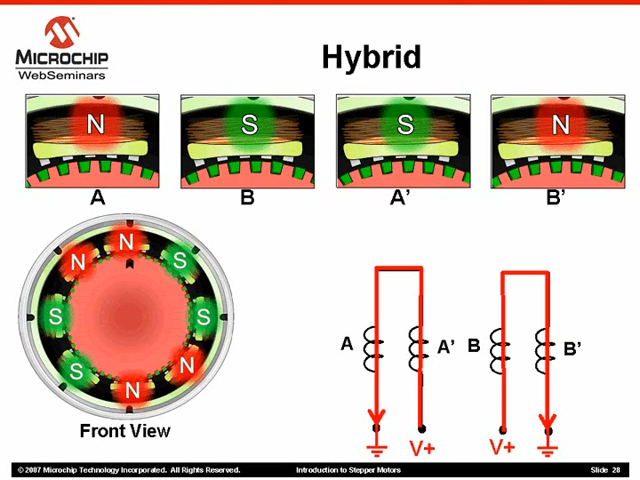 MICROCHIP
WebSeminars
Hybrid
N S S N
A B A’ B’
N
N S
S S
S N
N
Front View
A A’ B B’
V+ V+
© 2007 Microchip Technology Incorporated. All Rights Reserved. Introduction to Stepper Motors Slide 28